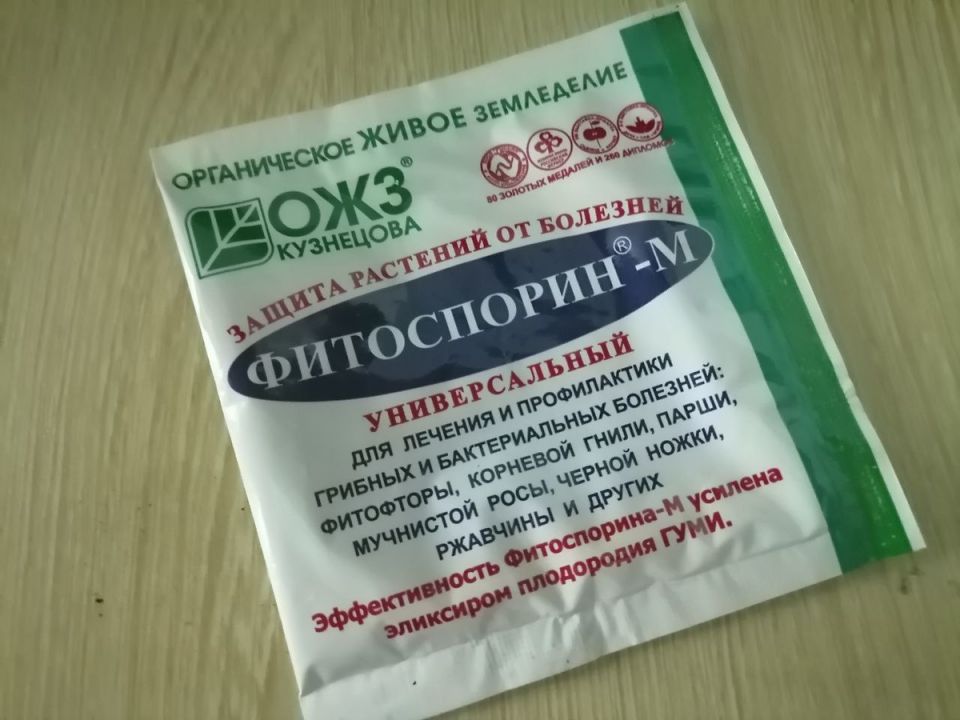 ОРГАНИЧЕСКОЕ ЖИВОЕ ЗЕМЛЕДЕЛИЕ
ОЖЗ®
КУЗНЕЦОВА
80 ЗОЛОТЫХ МЕДАЛЕЙ И 260 ДИПЛОМОВ
ЗАЩИТА РАСТЕНИЙ ОТ БОЛЕЗНЕЙ
ФИТОСПОРИН®-М
УНИВЕРСАЛЬНЫЙ
ДЛЯ ЛЕЧЕНИЯ И ПРОФИЛАКТИКИ
ГРИБНЫХ И БАКТЕРИАЛЬНЫХ БОЛЕЗНЕЙ:
ФИТОФТОРЫ, КОРНЕВОЙ ГНИЛИ, ПАРШИ,
МУЧНИСТОЙ РОСЫ, ЧЕРНОЙ НОЖКИ,
РЖАВЧИНЫ И ДРУГИХ
Эффективность Фитоспорина-М усилена
эликсиром плодородия ГУМИ.